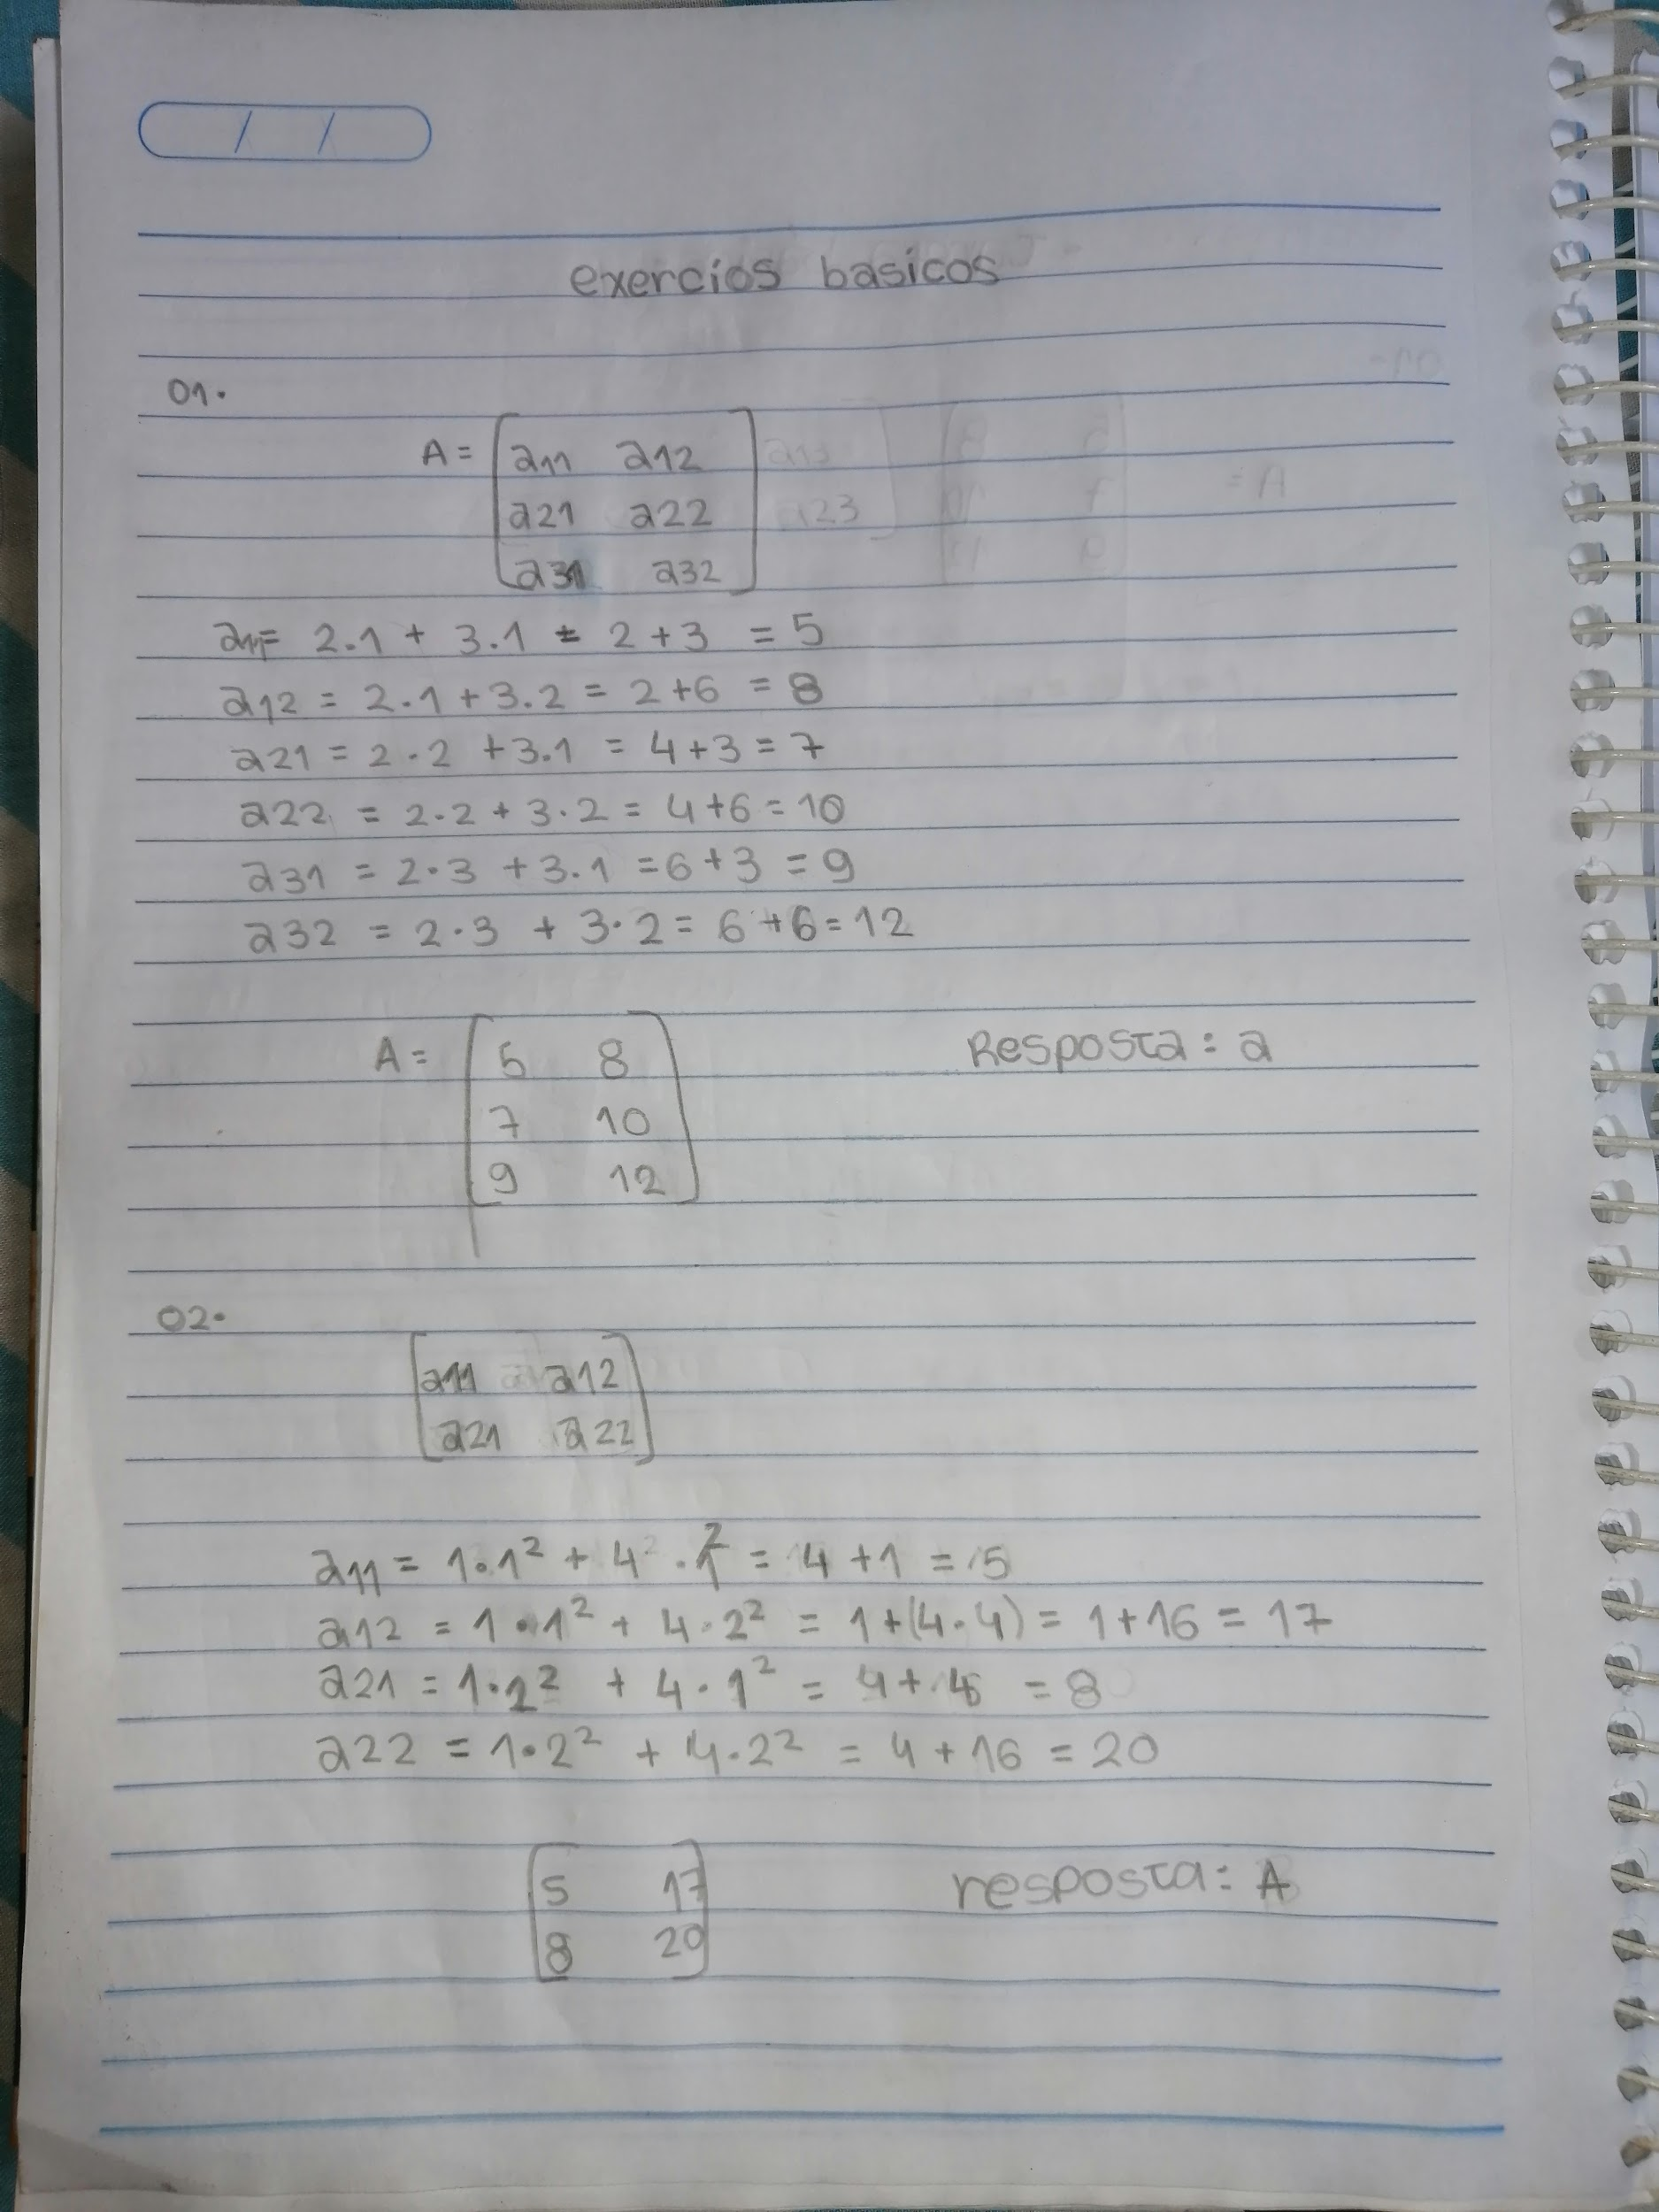 exercios basicos
01.
A = a11 a12
a21 a22
a31 a32
a11= 2.1 + 3.1 = 2+3 = 5
a12 = 2.1+3.2 = 2+6 = 8
a21 = 2.2 +3.1 = 4+3=7
a22 = 2.2+3.2= 4+6=10
a31 = 2.3 +3.1 =6+3 =9
a32 = 2.3 + 3.2= 6+6=12
A = 5 8 Resposta: a
7 10
9 12
02.
a11 a12
a21 a22
a11 = 1.1² + 4.1² = 4+1 = 5
a12 = 1.1² + 4.2² = 1+(4.4) = 1+16 = 17
a21 = 1.2² + 4.1² = 4+4 = 8
a22 = 1.2² + 4.2² = 4+16 = 20
5 17 resposta: A
8 20